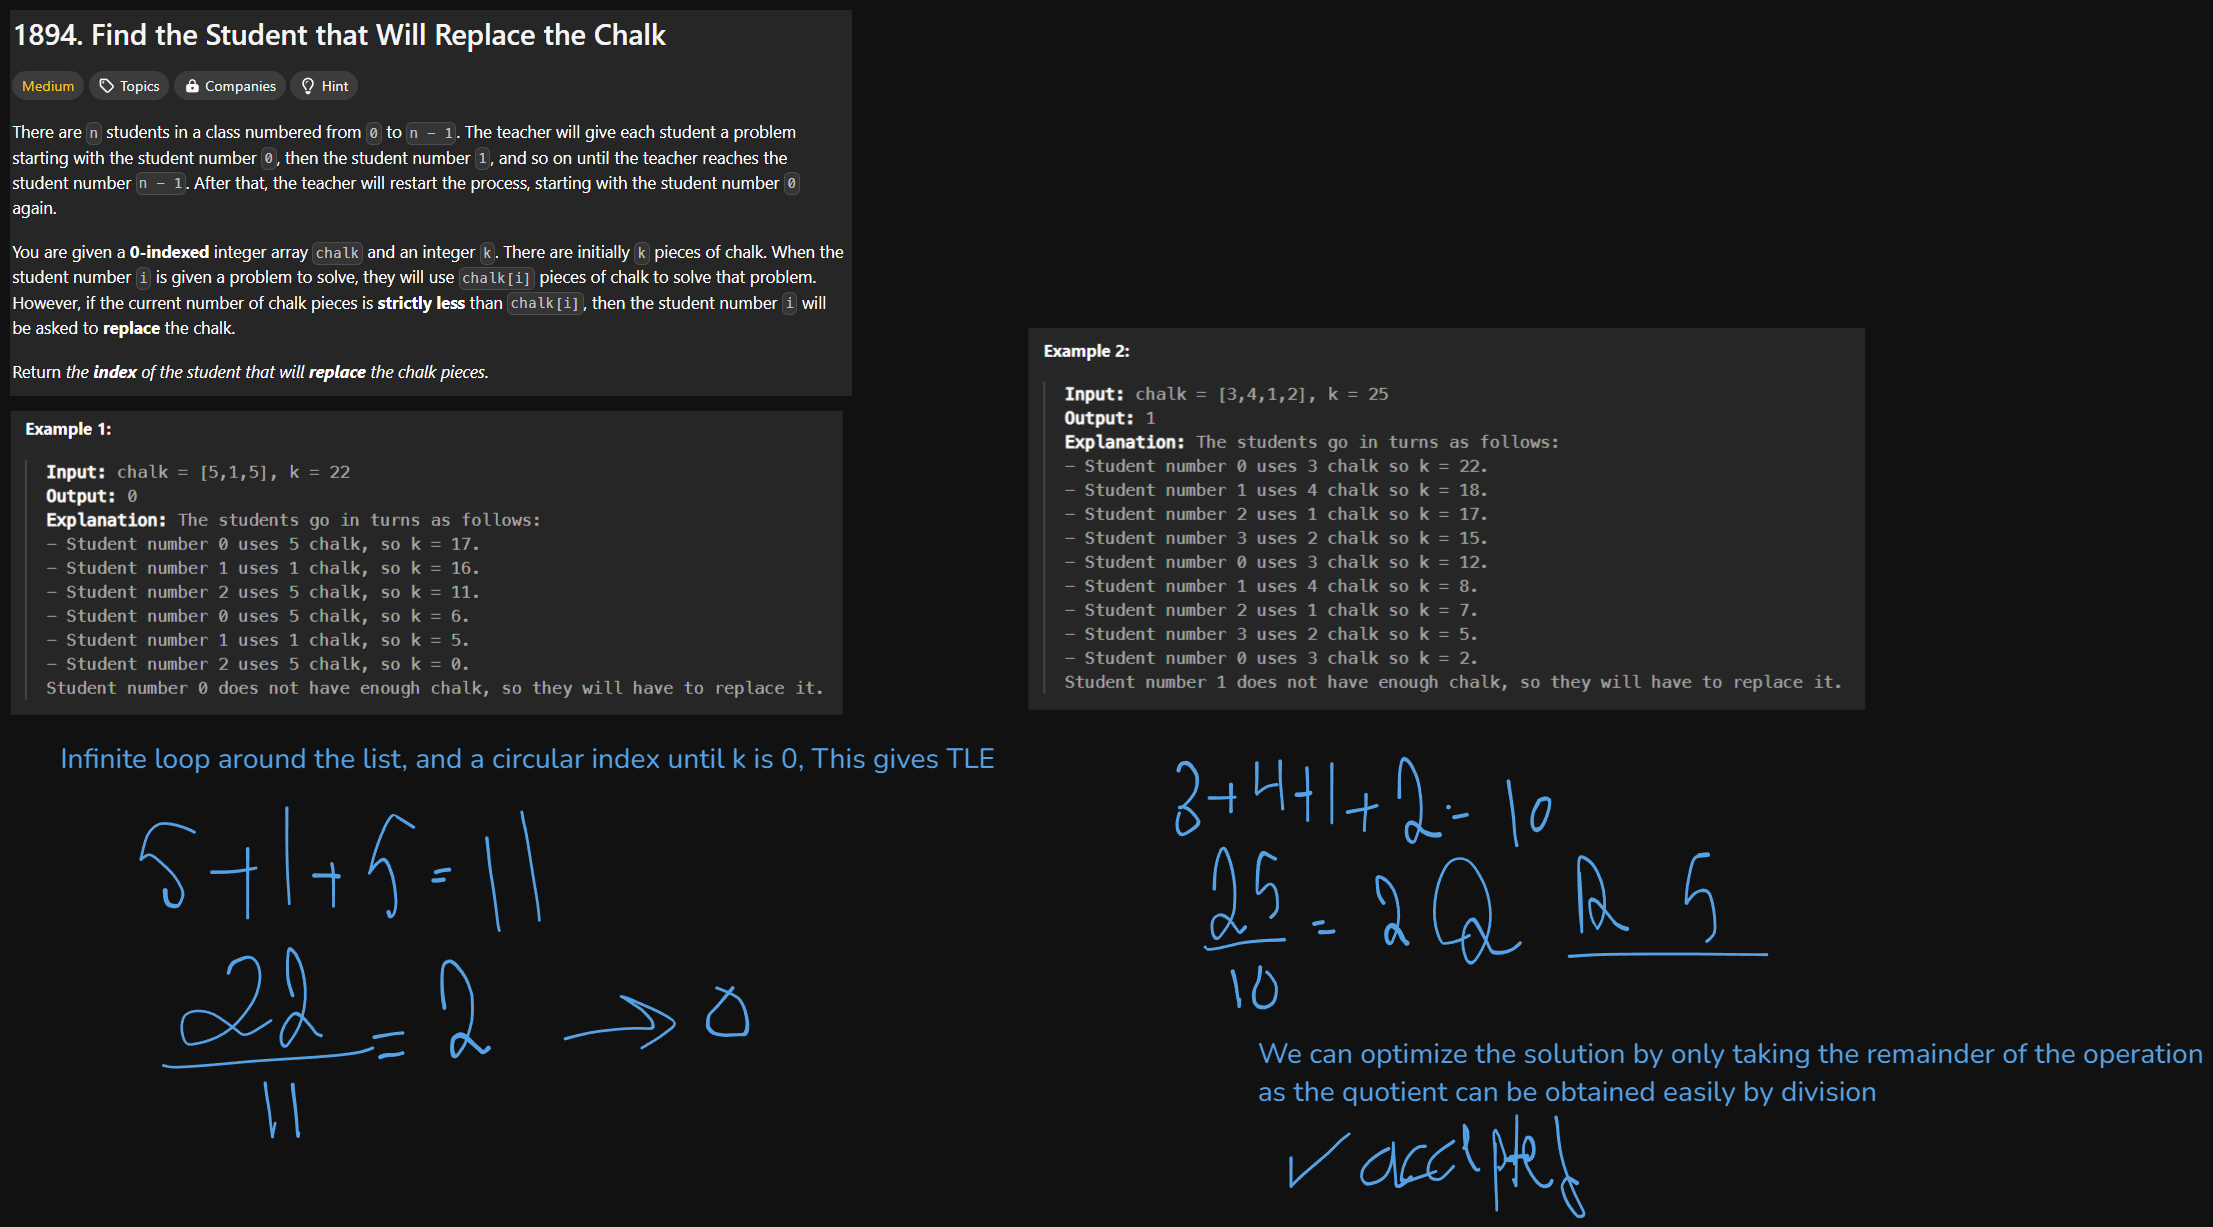 1894. Find the Student that Will Replace the Chalk
Medium Topics Companies Hint
There are n students in a class numbered from 0 to n - 1. The teacher will give each student a problem
starting with the student number 0, then the student number 1, and so on until the teacher reaches the
student number n - 1. After that, the teacher will restart the process, starting with the student number 0
again.
You are given a 0-indexed integer array chalk and an integer k. There are initially k pieces of chalk. When the
student number i is given a problem to solve, they will use chalk[i] pieces of chalk to solve that problem.
However, if the current number of chalk pieces is strictly less than chalk[i], then the student number i will
be asked to replace the chalk.
Return the index of the student that will replace the chalk pieces.
Example 1:
Input: chalk = [5,1,5], k = 22
Output: 0
Explanation: The students go in turns as follows:
- Student number 0 uses 5 chalk, so k = 17.
- Student number 1 uses 1 chalk, so k = 16.
- Student number 2 uses 5 chalk, so k = 11.
- Student number 0 uses 5 chalk, so k = 6.
- Student number 1 uses 1 chalk, so k = 5.
- Student number 2 uses 5 chalk, so k = 0.
Student number 0 does not have enough chalk, so they will have to replace it.
Infinite loop around the list, and a circular index until k is 0, This gives TLE
5+1+5=11
22
= 2 → 0
11
Example 2:
Input: chalk = [3,4,1,2], k = 25
Output: 1
Explanation: The students go in turns as follows:
- Student number 0 uses 3 chalk so k = 22.
- Student number 1 uses 4 chalk so k = 18.
- Student number 2 uses 1 chalk so k = 17.
- Student number 3 uses 2 chalk so k = 15.
- Student number 0 uses 3 chalk so k = 12.
- Student number 1 uses 4 chalk so k = 8.
- Student number 2 uses 1 chalk so k = 7.
- Student number 3 uses 2 chalk so k = 5.
- Student number 0 uses 3 chalk so k = 2.
Student number 1 does not have enough chalk, so they will have to replace it.
3+4+1+2=10
25
= 2 Q R 5
10
We can optimize the solution by only taking the remainder of the operation
as the quotient can be obtained easily by division
✓ accepted